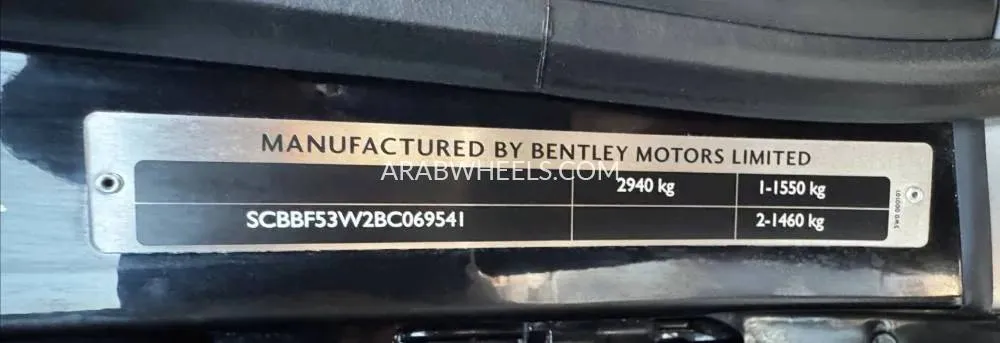 MANUFACTURED BY BENTLEY MOTORS LIMITED
ARABWHEELS.COM
2940 kg 1-1550 kg
SCBBF53W2BC069541 2-1460 kg